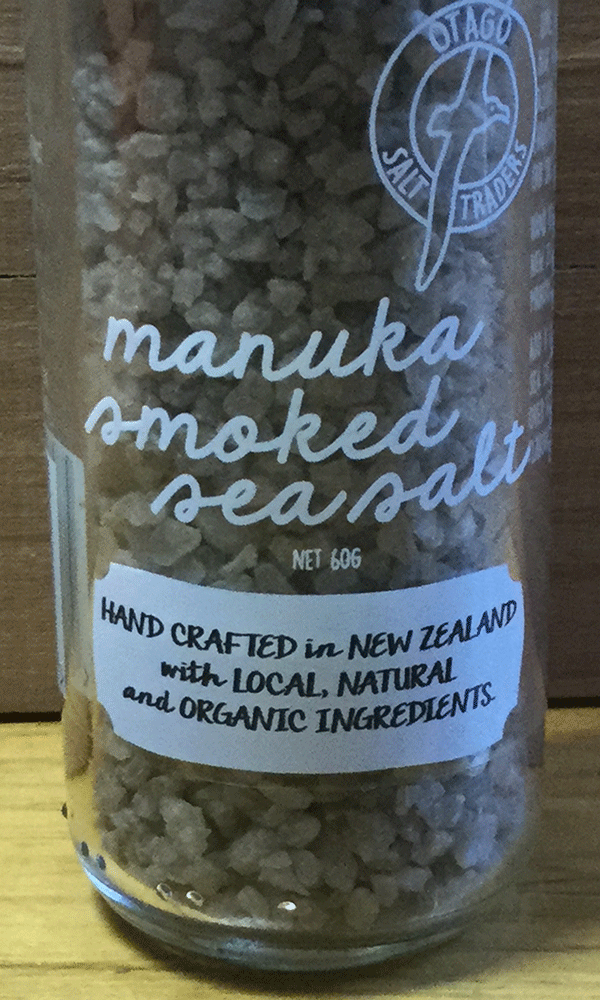 OTAGO
SALT TRADERS
manuka
smoked
sea salt
NET 60G
HAND CRAFTED in NEW ZEALAND
with LOCAL, NATURAL
and ORGANIC INGREDIENTS.